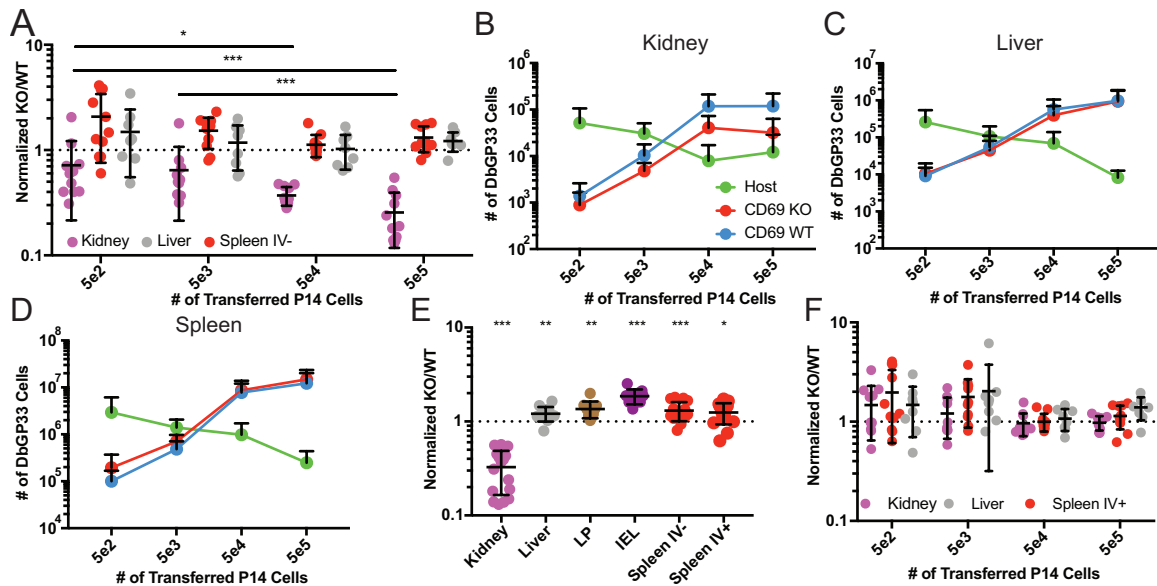 A
*
***
***
10
1
0.1
Normalized KO/WT
Kidney Liver Spleen IV-
5e2 5e3 5e4 5e5
# of Transferred P14 Cells
B
Kidney
# of DbGP33 Cells
10^6
10^5
10^4
10^3
10^2
Host
CD69 KO
CD69 WT
5e2 5e3 5e4 5e5
# of Transferred P14 Cells
C
Liver
# of DbGP33 Cells
10^7
10^6
10^5
10^4
10^3
10^2
5e2 5e3 5e4 5e5
# of Transferred P14 Cells
D
Spleen
# of DbGP33 Cells
10^8
10^7
10^6
10^5
10^4
5e2 5e3 5e4 5e5
# of Transferred P14 Cells
E
*** ** ** *** *** *
Normalized KO/WT
10
1
0.1
Kidney Liver LP IEL Spleen IV- Spleen IV+
F
Normalized KO/WT
10
1
0.1
Kidney Liver Spleen IV+
5e2 5e3 5e4 5e5
# of Transferred P14 Cells